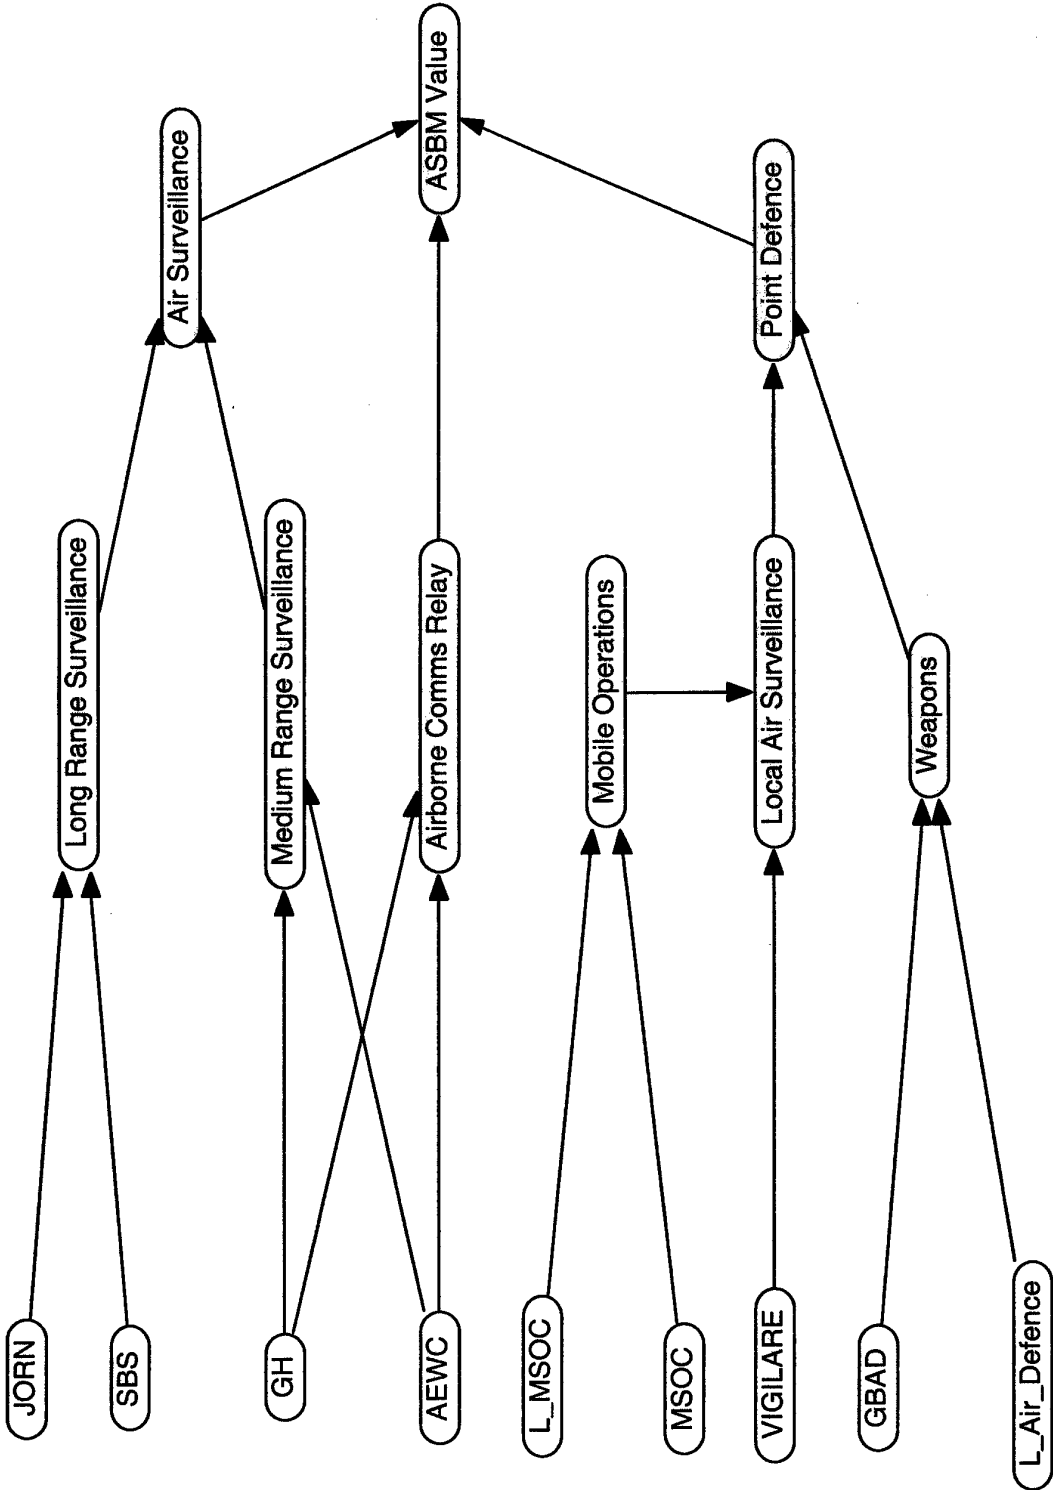 JORN
SBS
GH
AEWC
L_MSOC
MSOC
VIGILARE
GBAD
L_Air_Defence
Long Range Surveillance
Medium Range Surveillance
Airborne Comms Relay
Mobile Operations
Local Air Surveillance
Weapons
Air Surveillance
ASBM Value
Point Defence